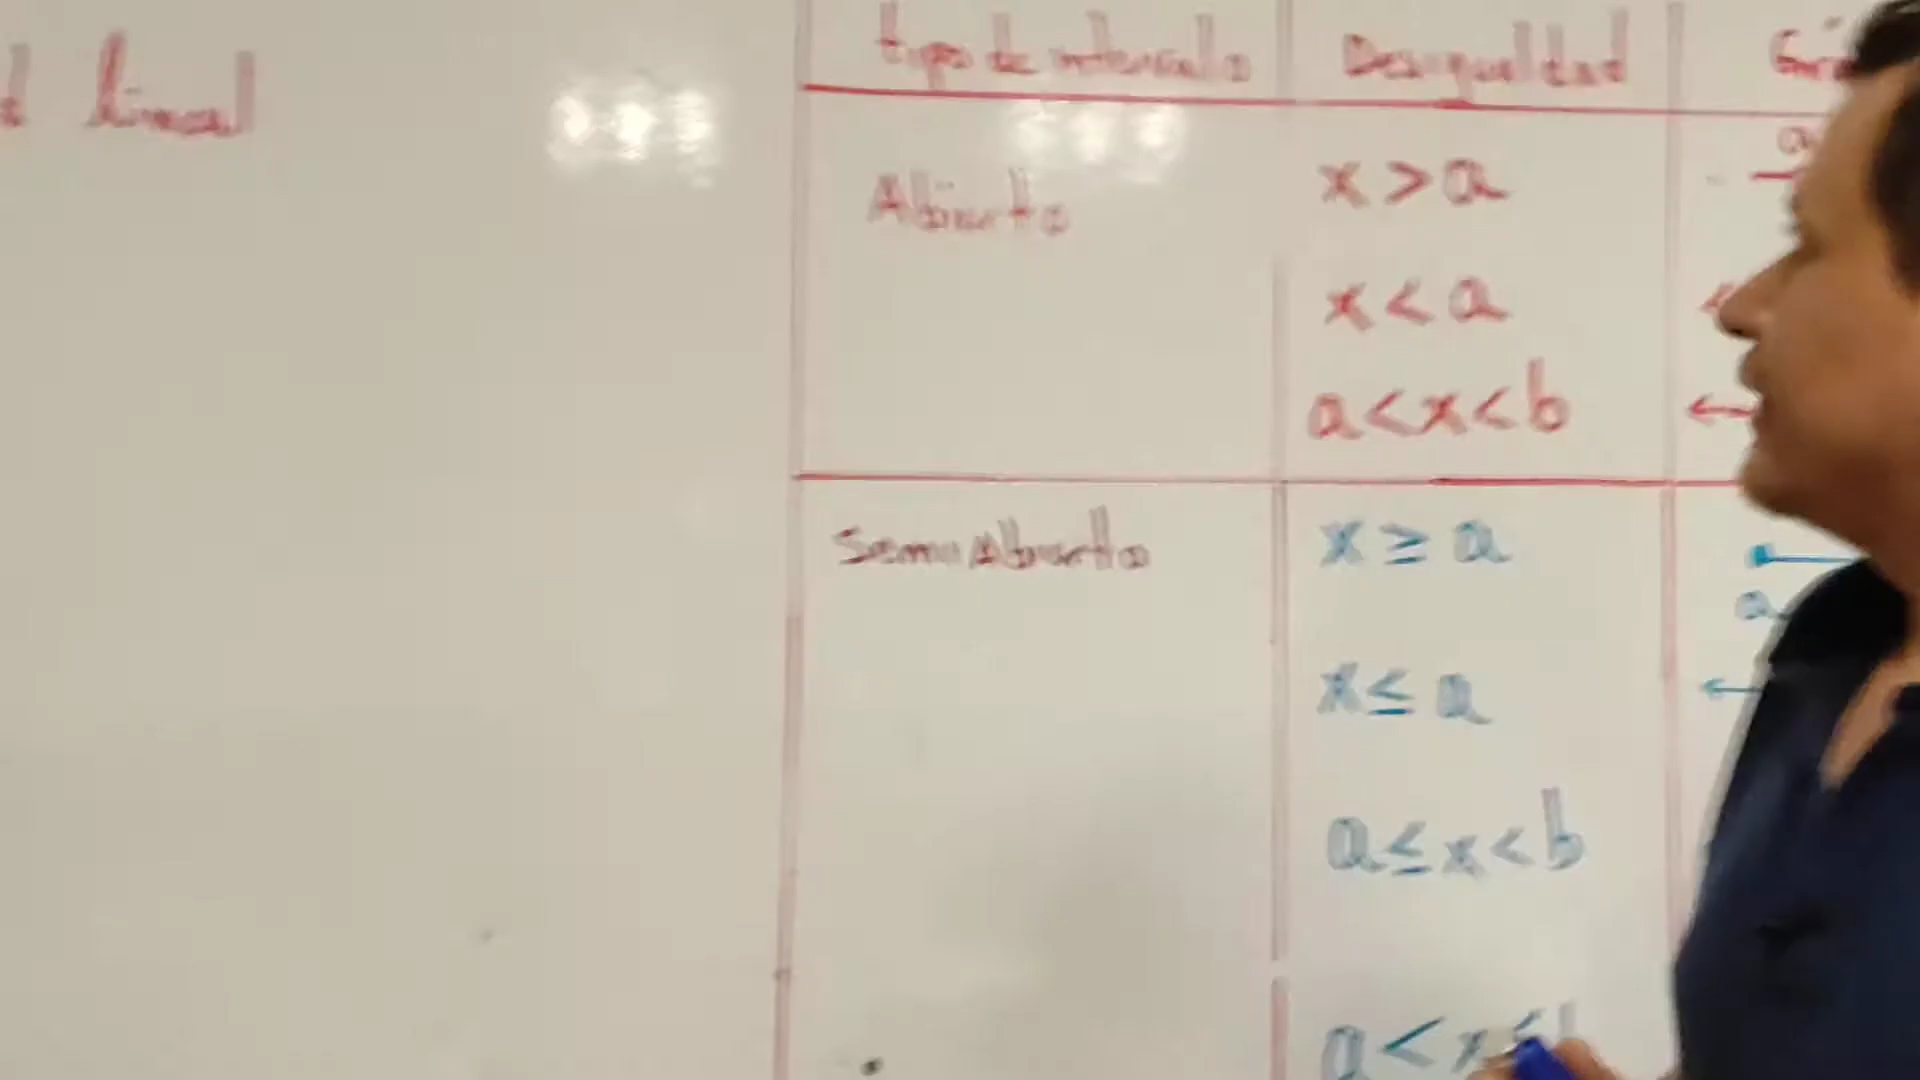 lineal
tipo de intervalo Desigualdad
Abierto x > a
a
x < a
a < x < b
Semi Abierto x ≥ a
a
x ≤ a
a ≤ x < b
a < x ≤ b